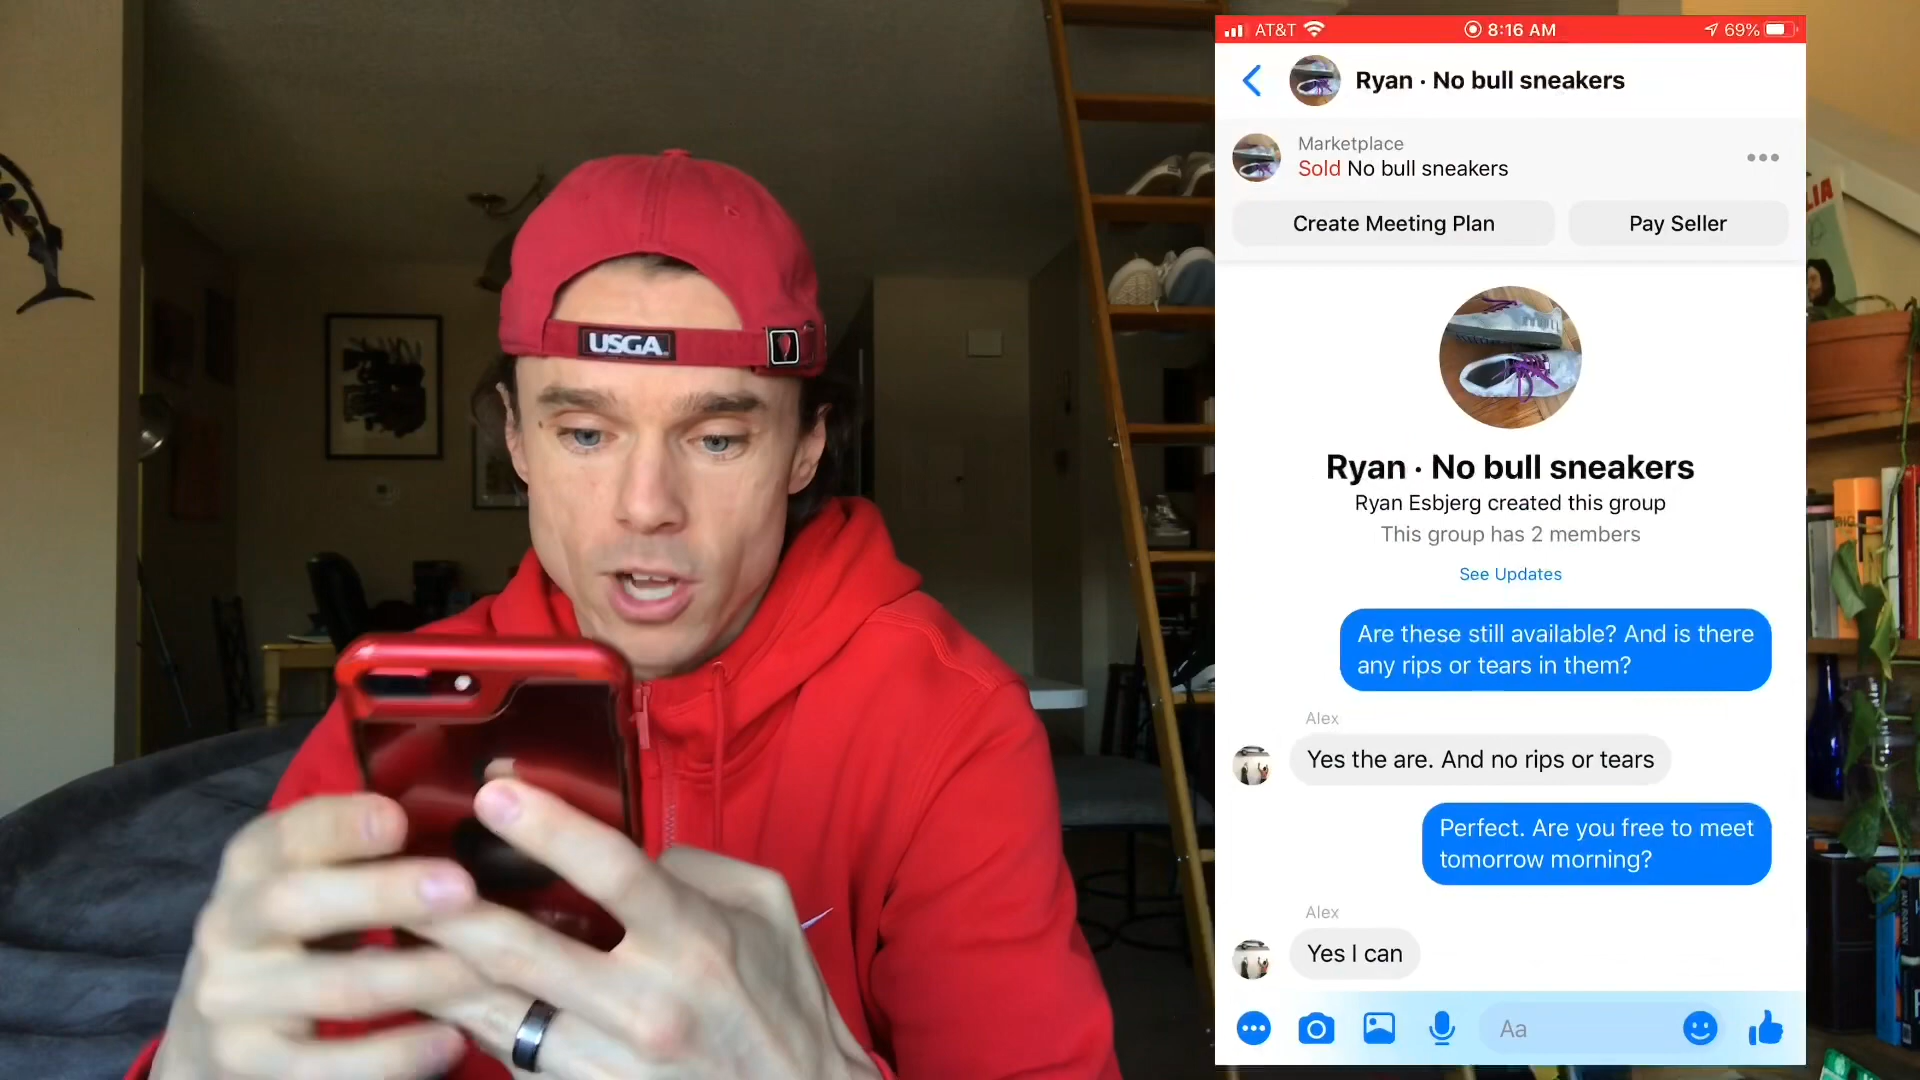 USGA
AT&T
8:16 AM
69%
Ryan · No bull sneakers
Marketplace
Sold No bull sneakers
Create Meeting Plan
Pay Seller
Ryan · No bull sneakers
Ryan Esbjerg created this group
This group has 2 members
See Updates
Are these still available? And is there
any rips or tears in them?
Alex
Yes the are. And no rips or tears
Perfect. Are you free to meet
tomorrow morning?
Alex
Yes I can
Aa
LIA